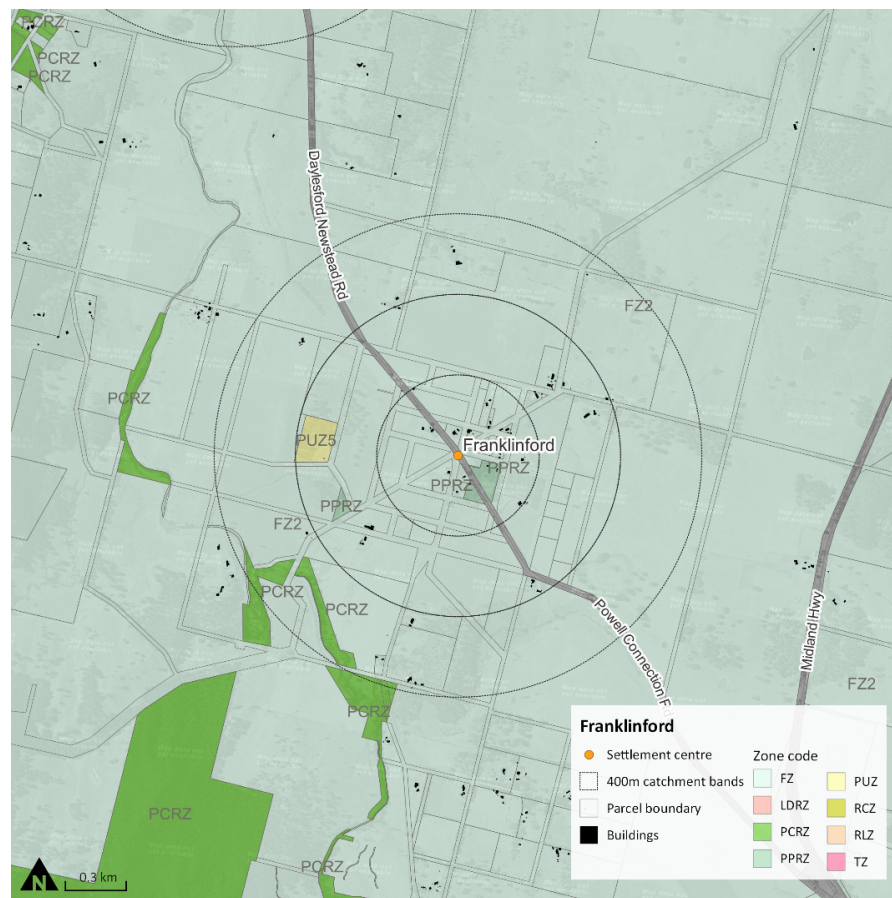 PCRZ
PCRZ
PCRZ
Daylesford Newstead Rd
FZ2
PCRZ
PUZ5
Franklinford
PPRZ
PPRZ
PPRZ
FZ2
PCRZ
PCRZ
Powell Connection Rd
Midland Hwy
FZ2
PCRZ
PCRZ
PCRZ
N
0.3 km
Franklinford
Settlement centre
400m catchment bands
Parcel boundary
Buildings
Zone code
FZ
LDRZ
PCRZ
PPRZ
PUZ
RCZ
RLZ
TZ